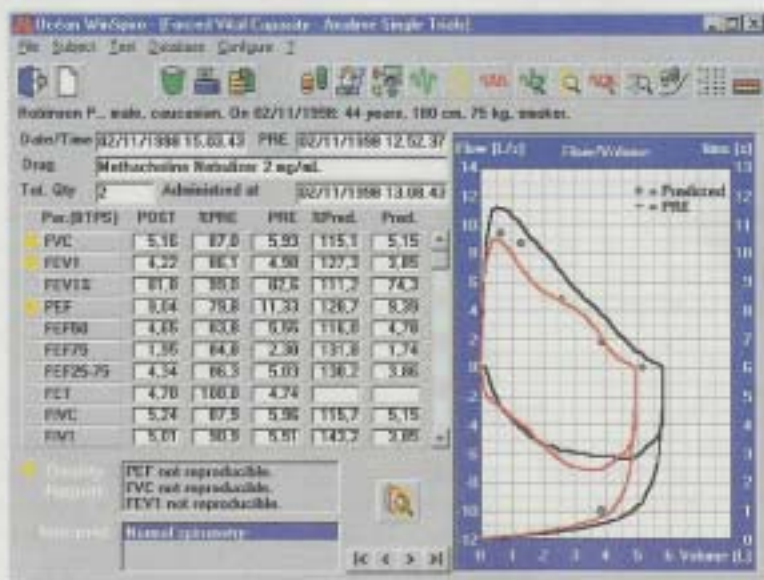 Ocean WinSpiro - [Forced Vital Capacity - Analyse Single Trials]
File Subject Test Database Configure ?
Robinson P., male, caucasian. On 02/11/1998: 44 years, 180 cm, 75 kg, smoker.
Date/Time 02/11/1998 15.03.43 PRE 02/11/1998 12.52.37
Drug Methacholine Nebulizer 2 mg/mL
Tot. Qty 2 Administered at 02/11/1998 13.08.43
Par.(BTPS) POST %PRE PRE %Pred. Pred.
FVC 5,16 87,0 5,93 115,1 5,15
FEV1 4,22 4,90 127,3 3,85
FEV1% 81,8 99,0 82,6 111,2 74,3
PEF 9,04 79,8 11,33 120,7 9,39
FEF50 4,65 83,8 5,55 4,78
FEF75 1,95 84,8 2,30 131,8 1,74
FEF25-75 4,34 86,3 5,03 130,2 3,86
FET 4,78 100,8 4,74
FIVC 5,24 87,9 5,96 115,7 5,15
FIV1 5,01 90,9 5,51 143,2 3,85
Quality
Report:
PEF not reproducible.
FVC not reproducible.
FEV1 not reproducible.
Interpret.
Normal spirometry
Flow [L/s] Flow/Volume
= Predicted
= PRE
14
12
10
8
6
4
2
0
2
4
6
8
10
12
13
12
11
10
9
8
7
6
5
4
3
2
1
0
0 1 2 3 4 5 6 Volume [L]